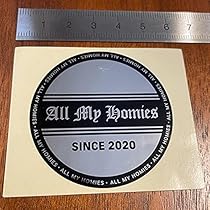 1 2 3 4 5 6 7
• ALL MY HOMIES • ALL MY HOMIES • ALL MY HOMIES • ALL MY HOMIES
All My Homies
SINCE 2020